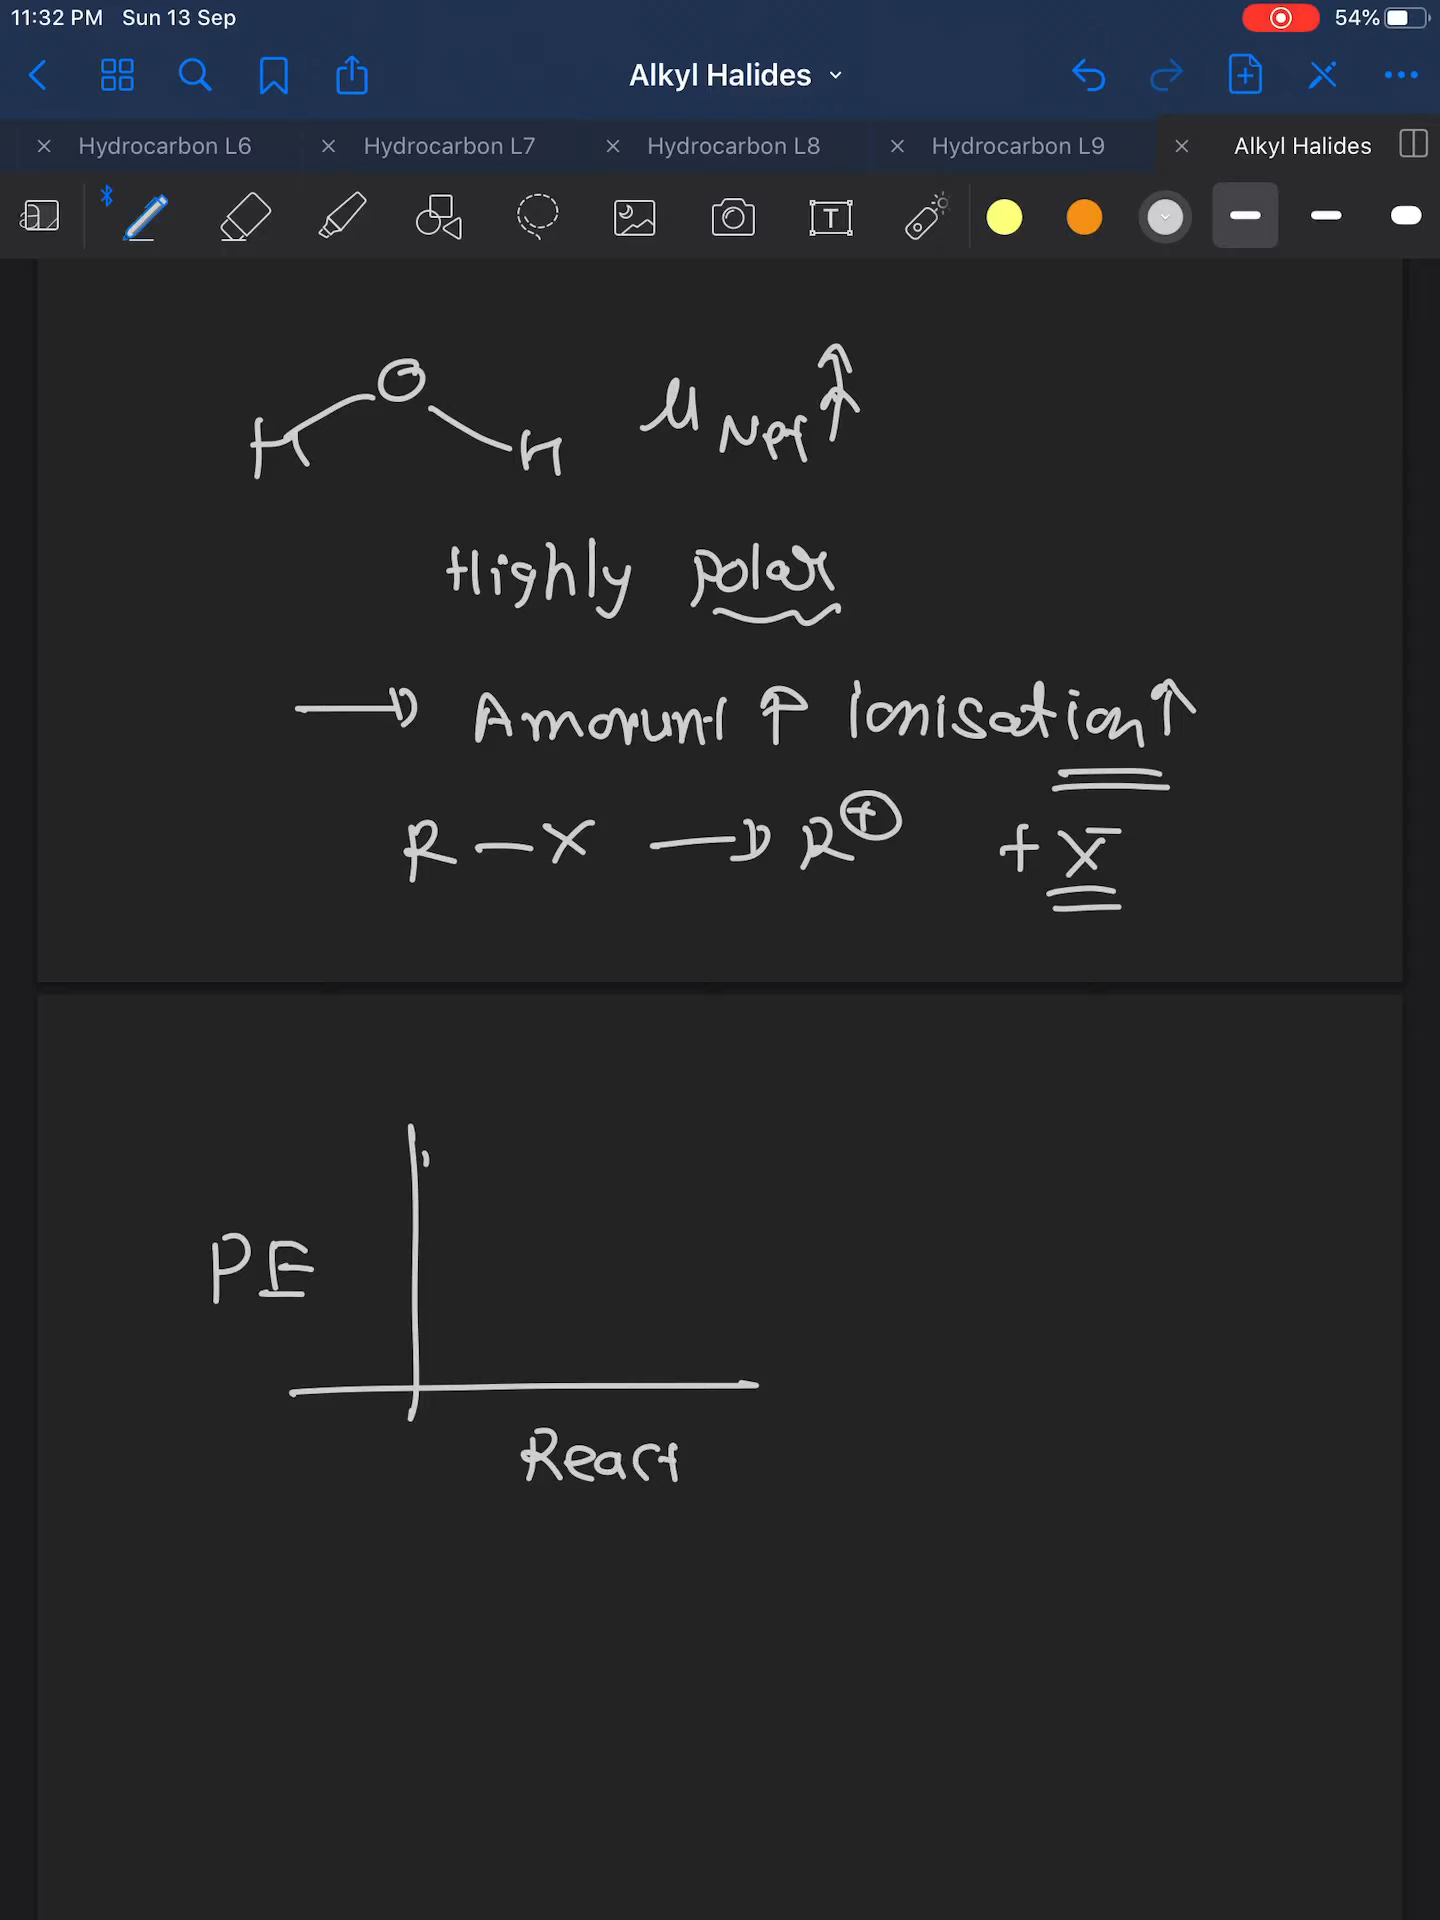 11:32 PM Sun 13 Sep 54%
Alkyl Halides
Hydrocarbon L6 Hydrocarbon L7 Hydrocarbon L8 Hydrocarbon L9 Alkyl Halides
H O H μ Net ↑
Highly polar
→ Amount ↑ Ionisation ↑
R - X → R⊕ + X⁻
PE
React